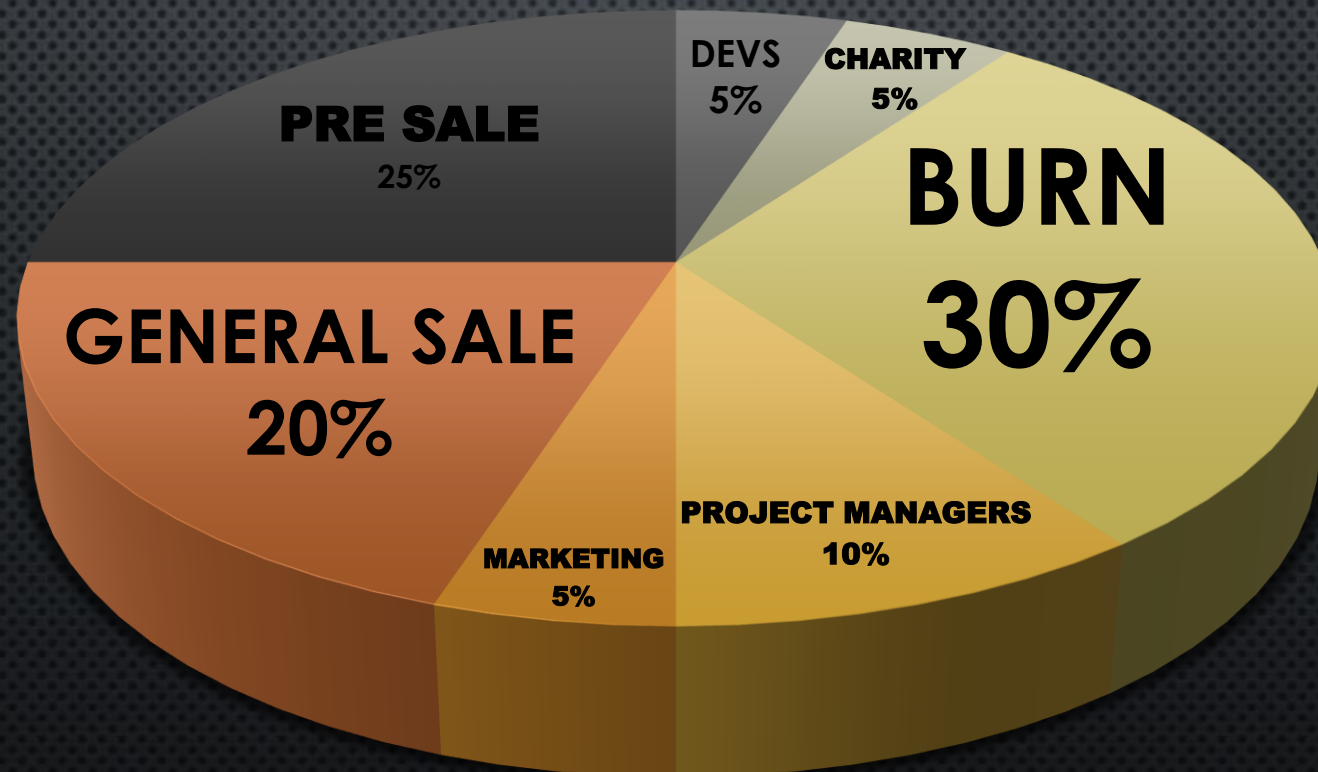 DEVS
5%
CHARITY
5%
BURN
30%
PROJECT MANAGERS
10%
MARKETING
5%
GENERAL SALE
20%
PRE SALE
25%